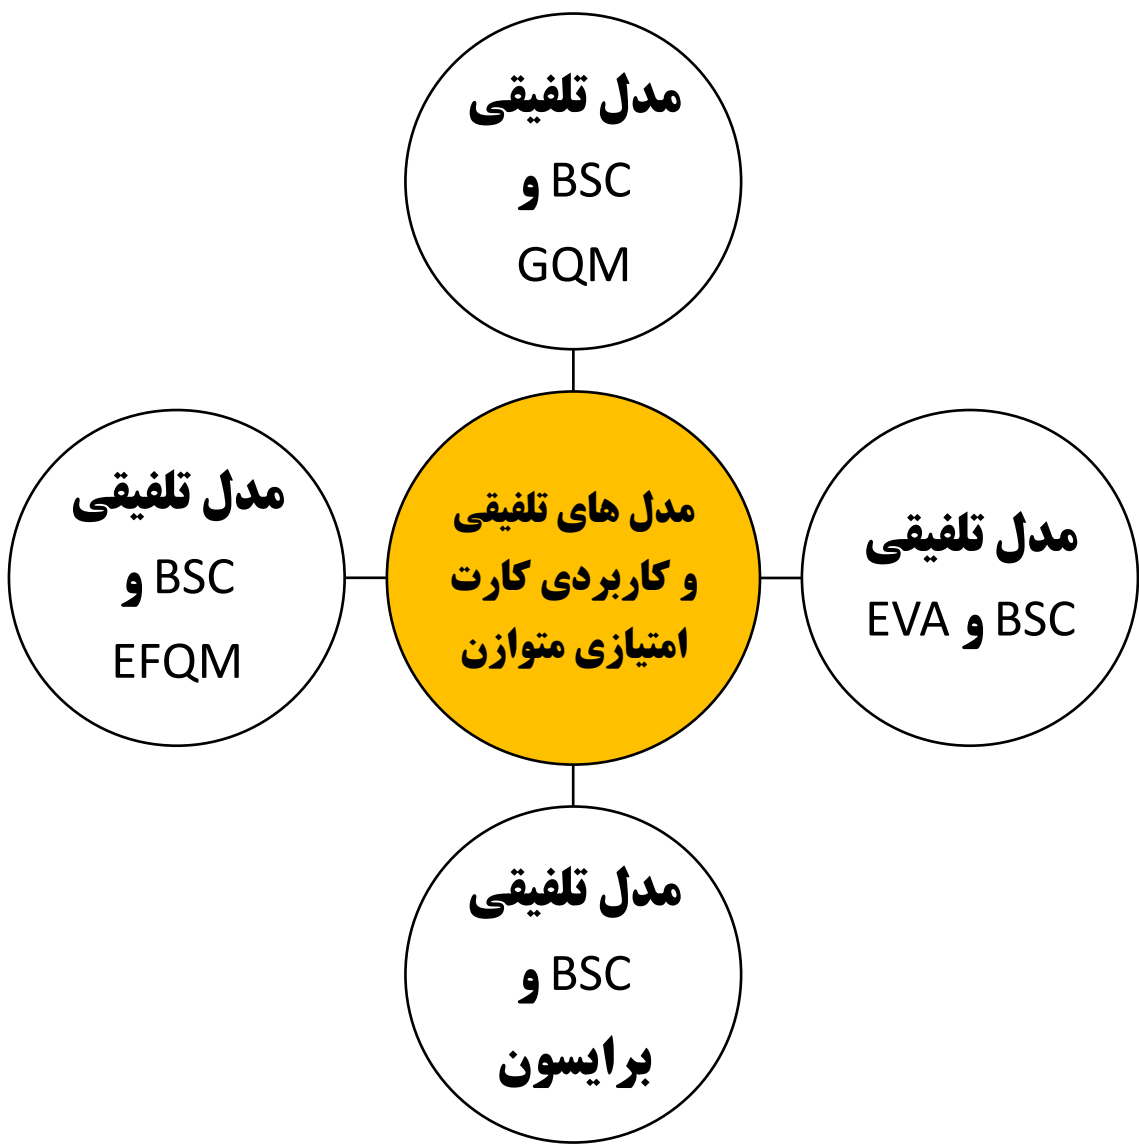 مدل تلفیقی
BSC و
GQM
مدل های تلفیقی
و کاربردی کارت
امتیازی متوازن
مدل تلفیقی
BSC و EVA
مدل تلفیقی
BSC و
برایسون
مدل تلفیقی
BSC و
EFQM